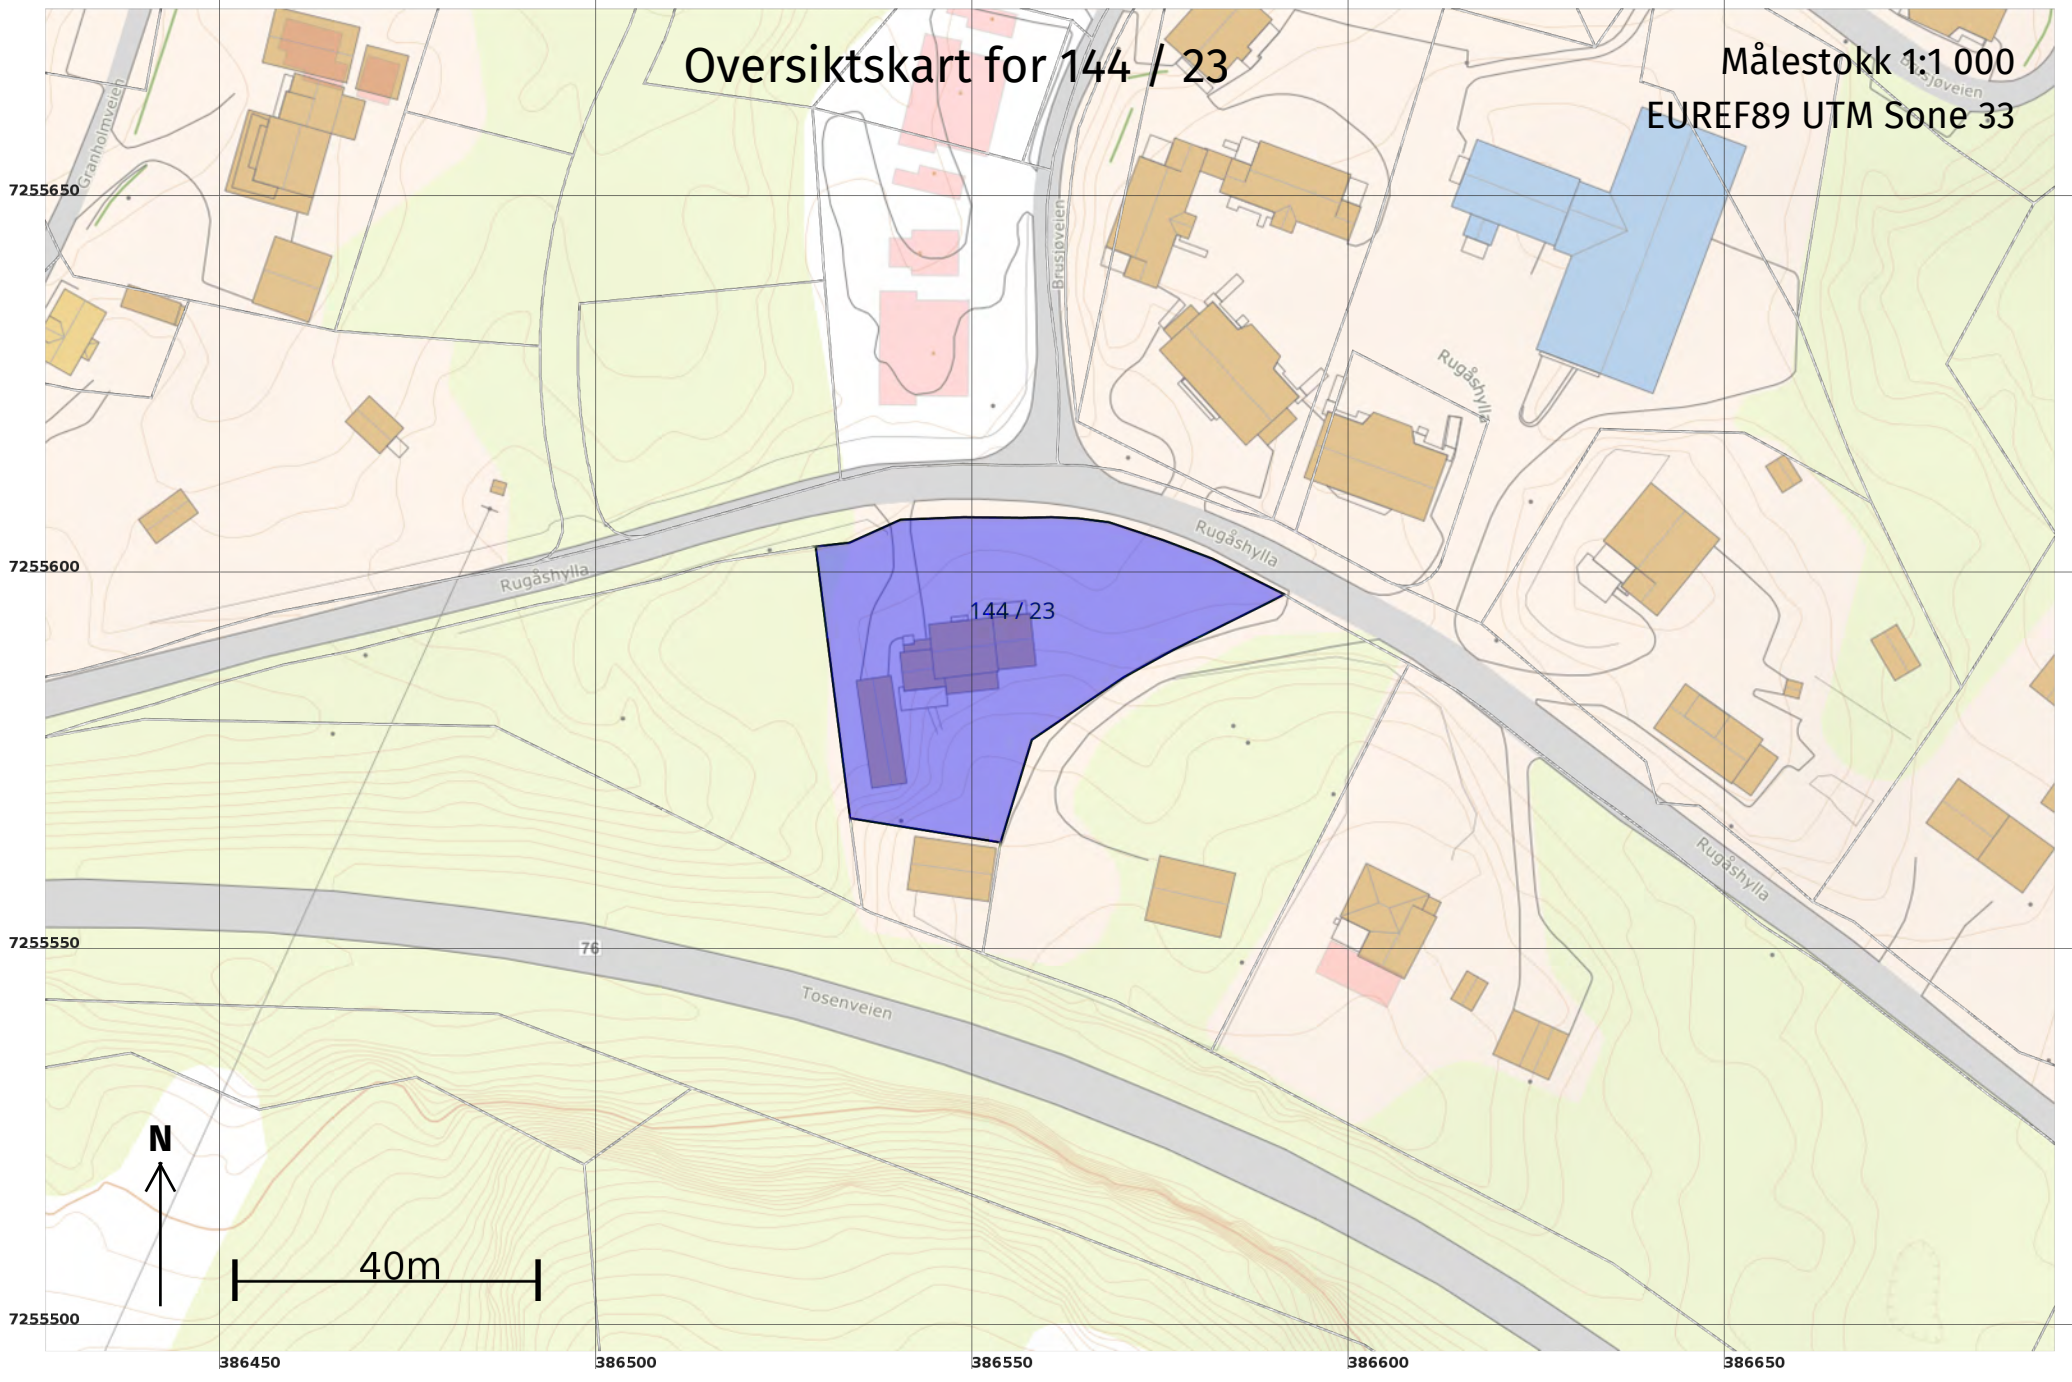 Oversiktskart for 144 / 23
Målestokk 1:1 000
EUREF89 UTM Sone 33
Brusjøveien
Granholmveien
7255650
Brusjøveien
Rugåshylla
Rugåshylla
7255600
Rugåshylla
144 / 23
Rugåshylla
7255550
76
Tosenveien
N
40m
7255500
386450
386500
386550
386600
386650